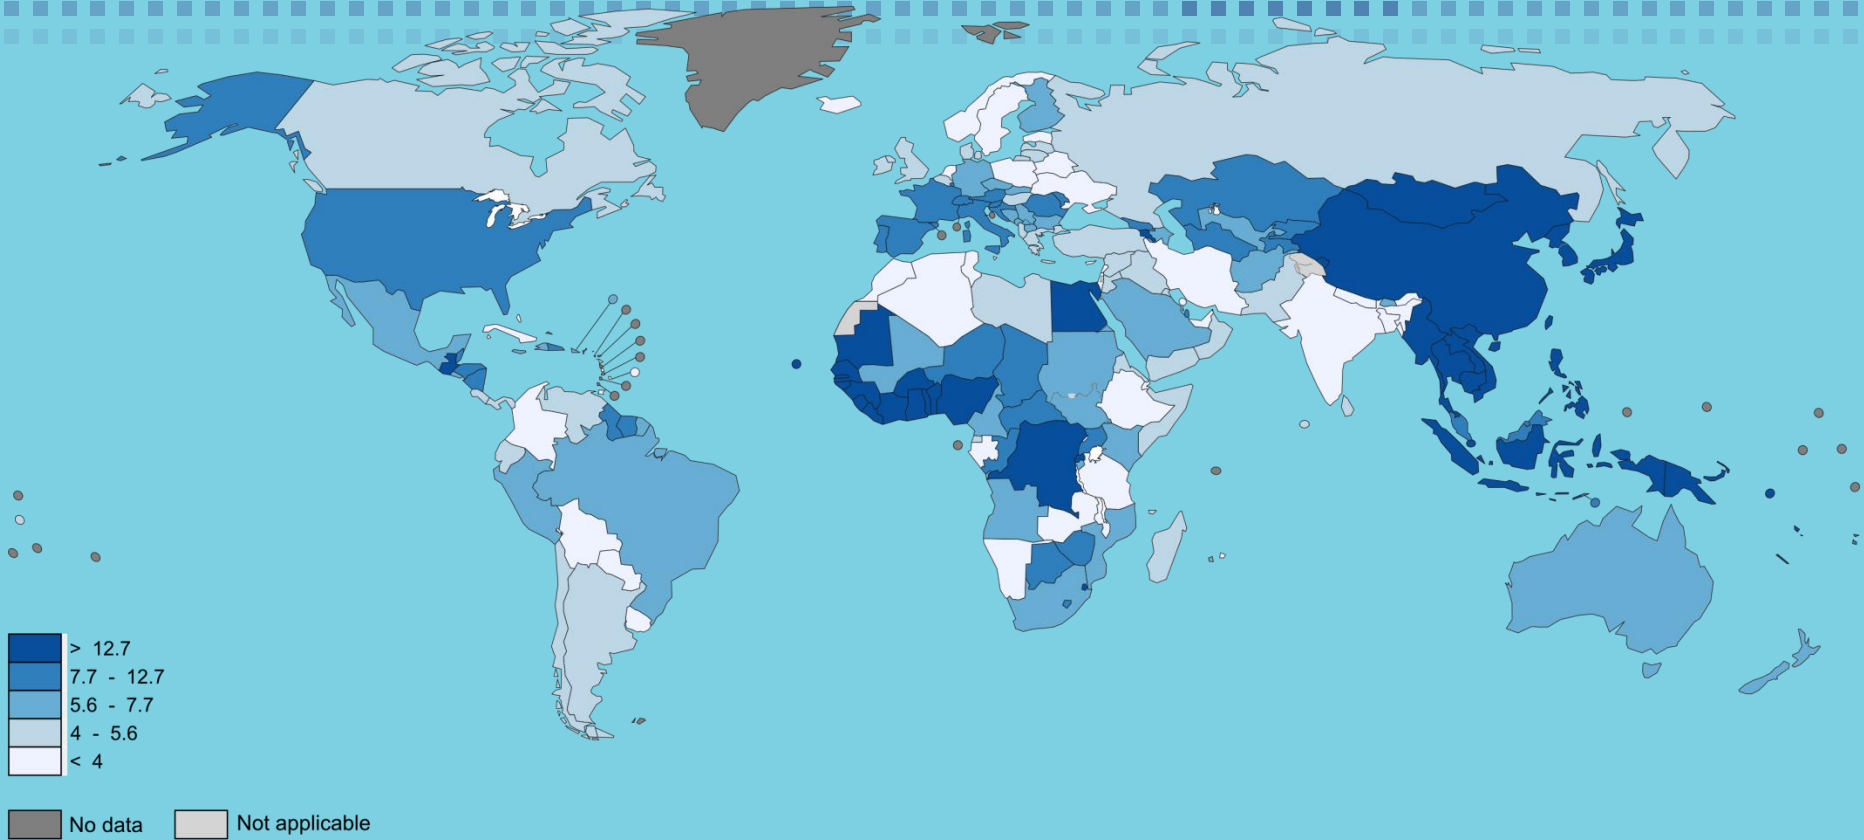 > 12.7
7.7 - 12.7
5.6 - 7.7
4 - 5.6
< 4
No data
Not applicable